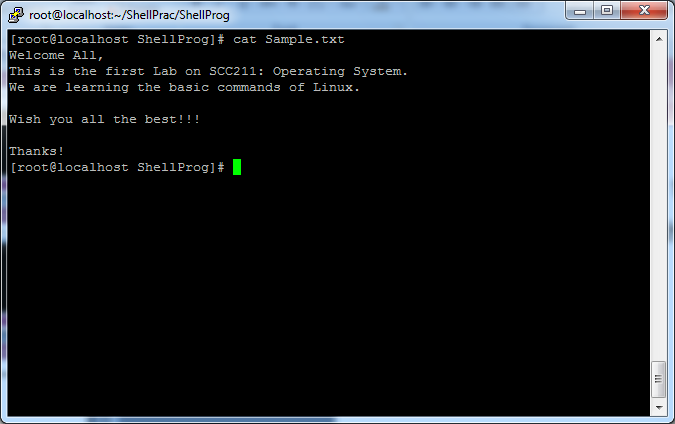 root@localhost:~/ShellPrac/ShellProg
[root@localhost ShellProg]# cat Sample.txt
Welcome All,
This is the first Lab on SCC211: Operating System.
We are learning the basic commands of Linux.
Wish you all the best!!!
Thanks!
[root@localhost ShellProg]#